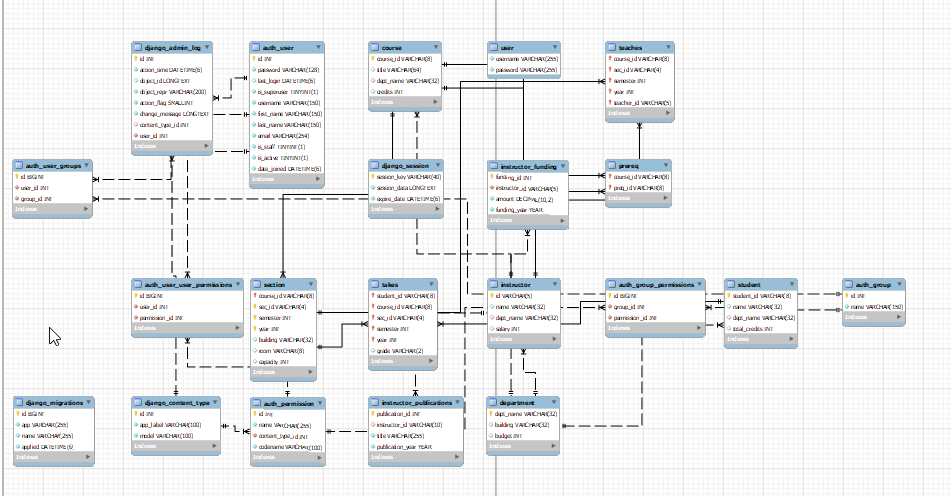 django_admin_log
id INT
action_time DATETIME(6)
object_id LONGTEXT
object_repr VARCHAR(200)
action_flag SMALLINT
change_message LONGTEXT
content_type_id INT
user_id INT
Indexes
auth_user
id INT
password VARCHAR(128)
last_login DATETIME(6)
is_superuser TINYINT(1)
username VARCHAR(150)
first_name VARCHAR(150)
last_name VARCHAR(150)
email VARCHAR(254)
is_staff TINYINT(1)
is_active TINYINT(1)
date_joined DATETIME(6)
Indexes
course
course_id VARCHAR(8)
title VARCHAR(64)
dept_name VARCHAR(32)
credits INT
Indexes
user
username VARCHAR(255)
password VARCHAR(255)
teaches
course_id VARCHAR(8)
sec_id VARCHAR(4)
semester INT
year INT
teacher_id VARCHAR(5)
Indexes
auth_user_groups
id BIGINT
user_id INT
group_id INT
Indexes
django_session
session_key VARCHAR(40)
session_data LONGTEXT
expire_date DATETIME(6)
Indexes
instructor_funding
funding_id INT
instructor_id VARCHAR(5)
amount DECIMAL(10,2)
funding_year YEAR
Indexes
prereq
course_id VARCHAR(8)
preq_id VARCHAR(8)
Indexes
auth_user_user_permissions
id BIGINT
user_id INT
permission_id INT
Indexes
section
course_id VARCHAR(8)
sec_id VARCHAR(4)
semester INT
year INT
building VARCHAR(32)
room VARCHAR(8)
capacity INT
Indexes
takes
student_id VARCHAR(8)
course_id VARCHAR(8)
sec_id VARCHAR(4)
semester INT
year INT
grade VARCHAR(2)
Indexes
instructor
id VARCHAR(5)
name VARCHAR(32)
dept_name VARCHAR(32)
salary INT
Indexes
auth_group_permissions
id BIGINT
group_id INT
permission_id INT
Indexes
student
student_id VARCHAR(8)
name VARCHAR(32)
dept_name VARCHAR(32)
total_credits INT
Indexes
auth_group
id INT
name VARCHAR(150)
Indexes
django_migrations
id BIGINT
app VARCHAR(255)
name VARCHAR(255)
applied DATETIME(6)
Indexes
django_content_type
id INT
app_label VARCHAR(100)
model VARCHAR(100)
Indexes
auth_permission
id INT
name VARCHAR(255)
content_type_id INT
codename VARCHAR(100)
Indexes
instructor_publications
publication_id INT
instructor_id VARCHAR(10)
title VARCHAR(255)
publication_year YEAR
Indexes
department
dept_name VARCHAR(32)
building VARCHAR(32)
budget INT
Indexes